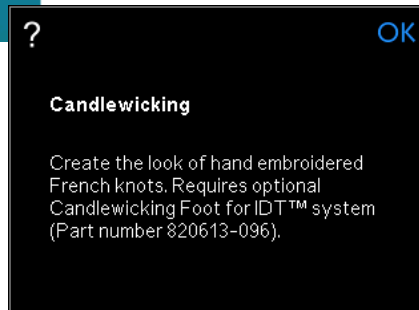 ? OK
Candlewicking
Create the look of hand embroidered
French knots. Requires optional
Candlewicking Foot for IDT™ system
(Part number 820613-096).